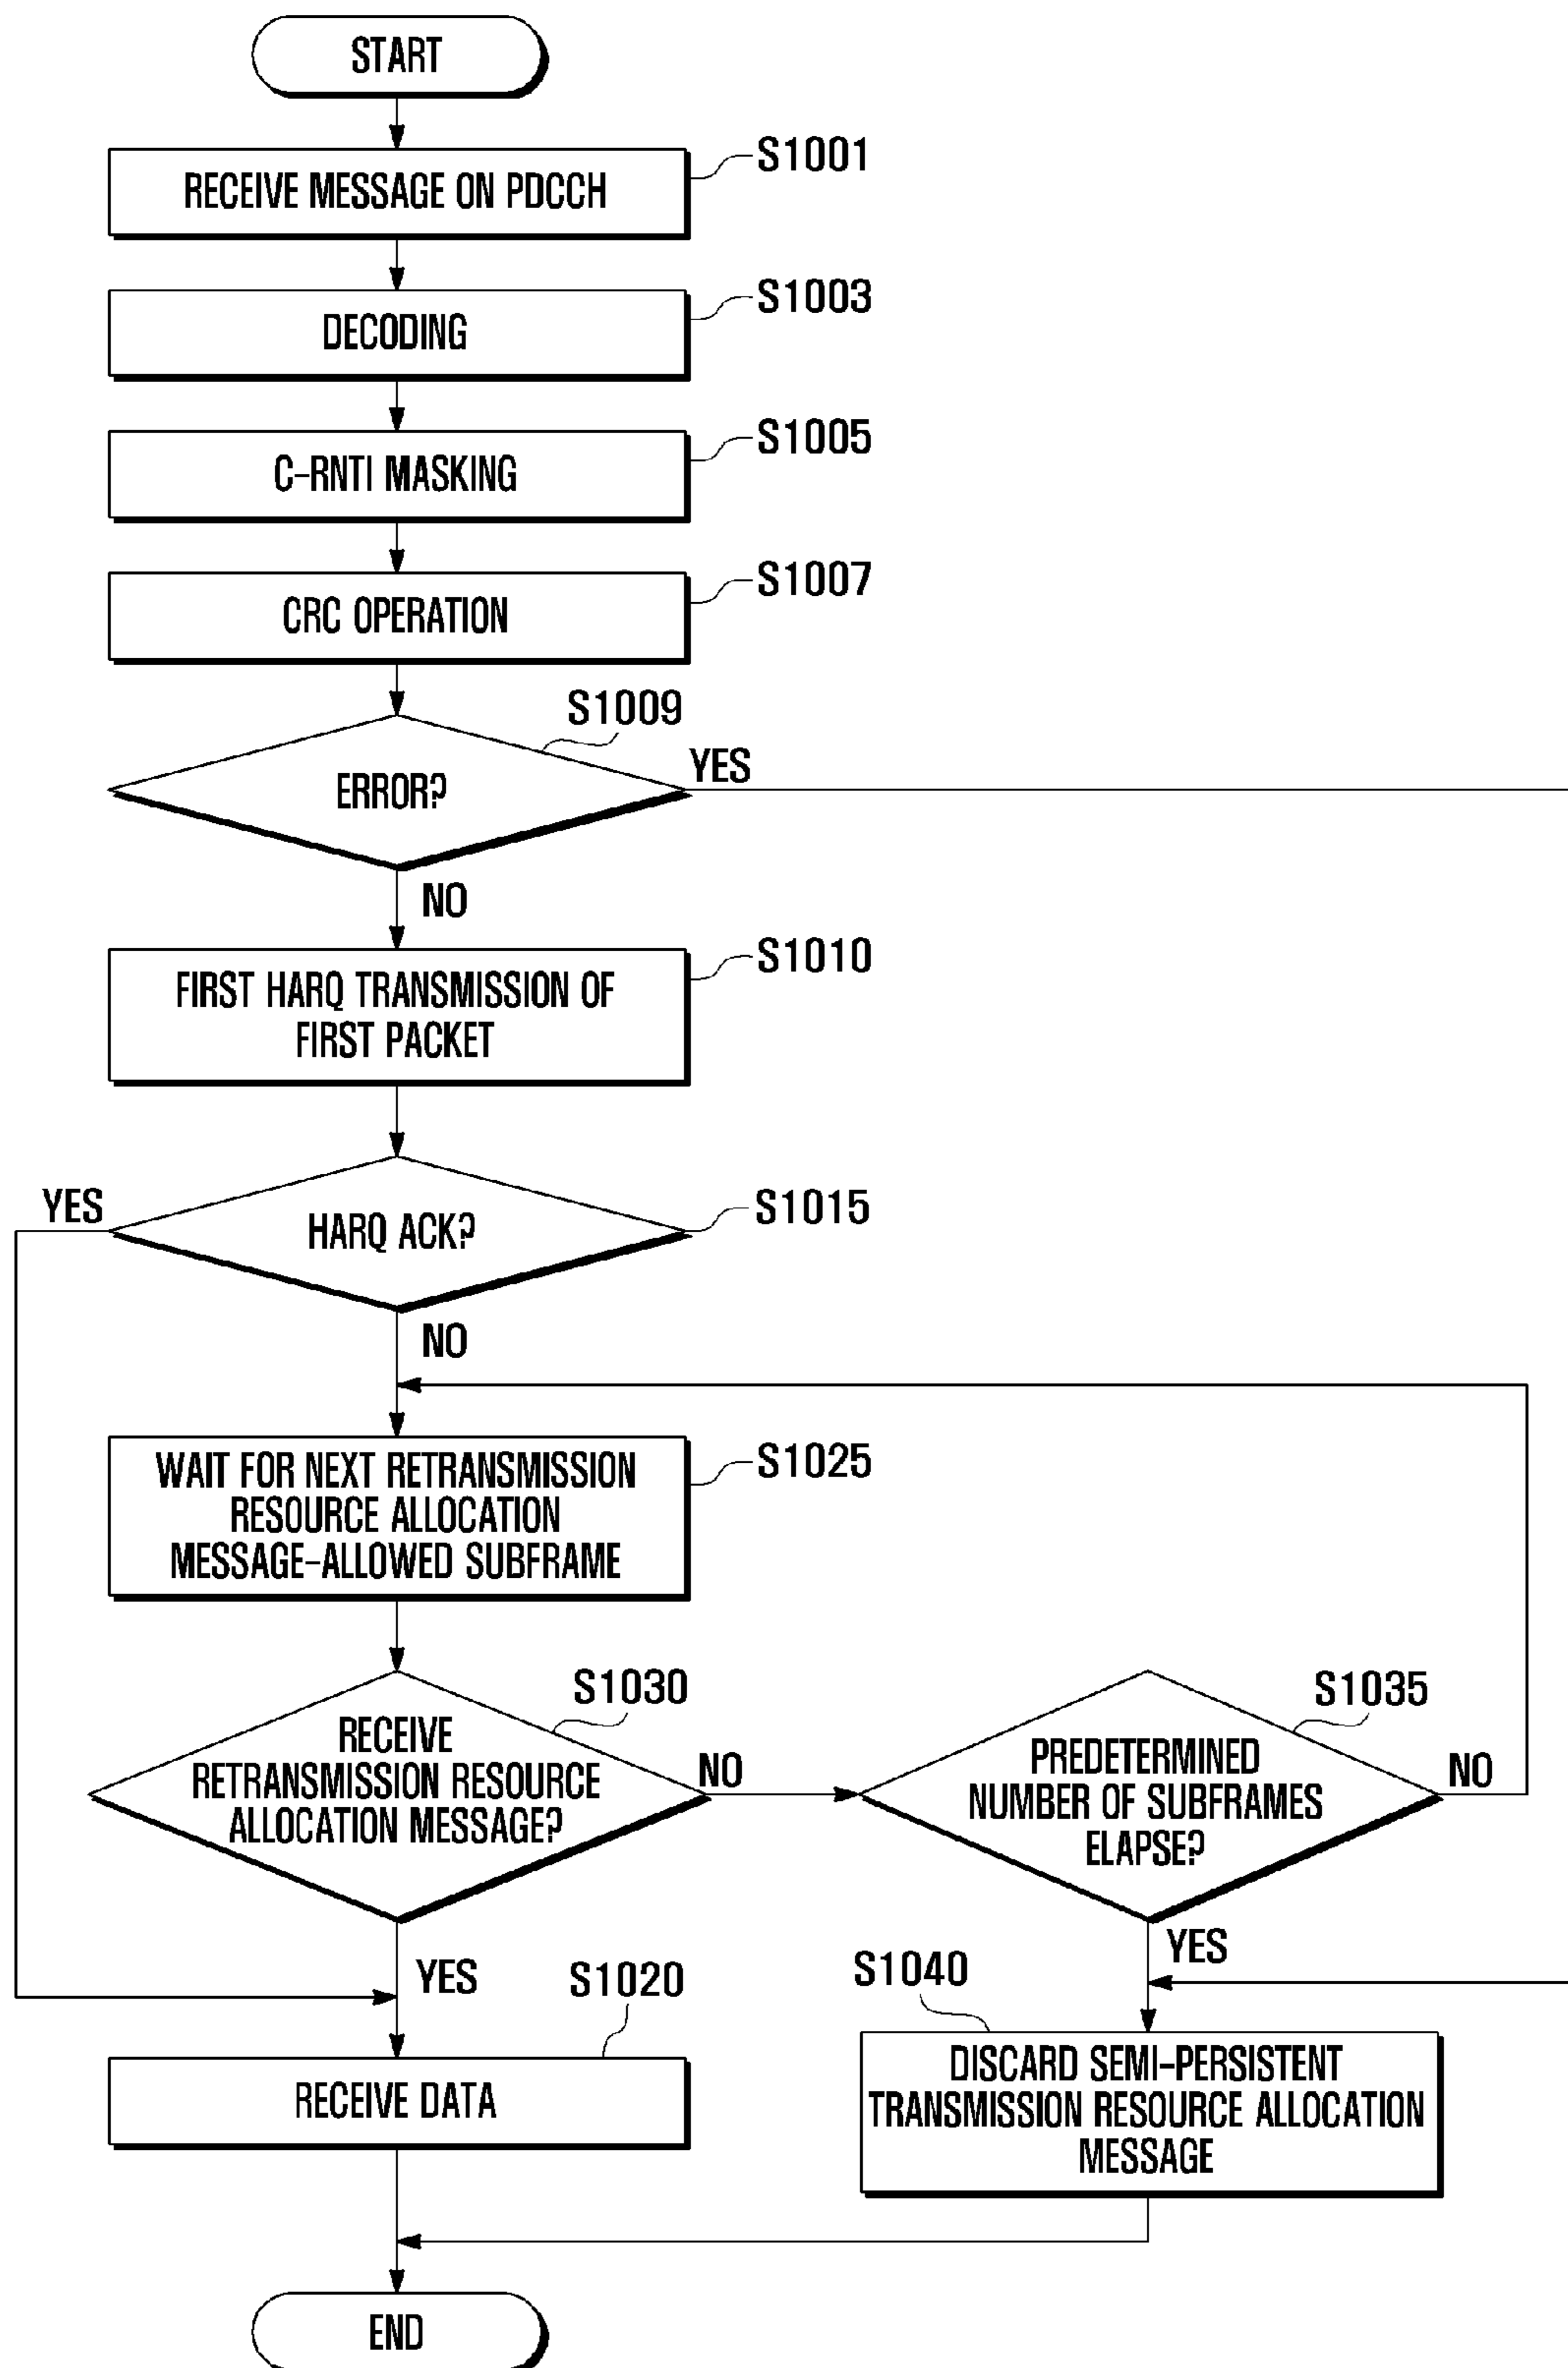 START
RECEIVE MESSAGE ON PDCCH
S1001
DECODING
S1003
C-RNTI MASKING
S1005
CRC OPERATION
S1007
S1009
ERROR?
YES
NO
FIRST HARQ TRANSMISSION OF
FIRST PACKET
S1010
YES
HARQ ACK?
S1015
NO
WAIT FOR NEXT RETRANSMISSION
RESOURCE ALLOCATION
MESSAGE-ALLOWED SUBFRAME
S1025
S1030
RECEIVE
RETRANSMISSION RESOURCE
ALLOCATION MESSAGE?
NO
S1035
PREDETERMINED
NUMBER OF SUBFRAMES
ELAPSE?
NO
YES
YES
S1020
RECEIVE DATA
S1040
DISCARD SEMI-PERSISTENT
TRANSMISSION RESOURCE ALLOCATION
MESSAGE
END